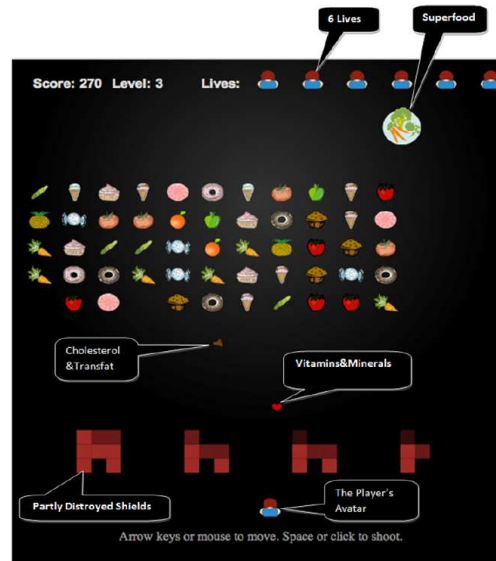 6 Lives
Superfood
Score: 270 Level: 3 Lives:
Cholesterol
&Transfat
Vitamins&Minerals
Partly Distroyed Shields
The Player's
Avatar
Arrow keys or mouse to move. Space or click to shoot.